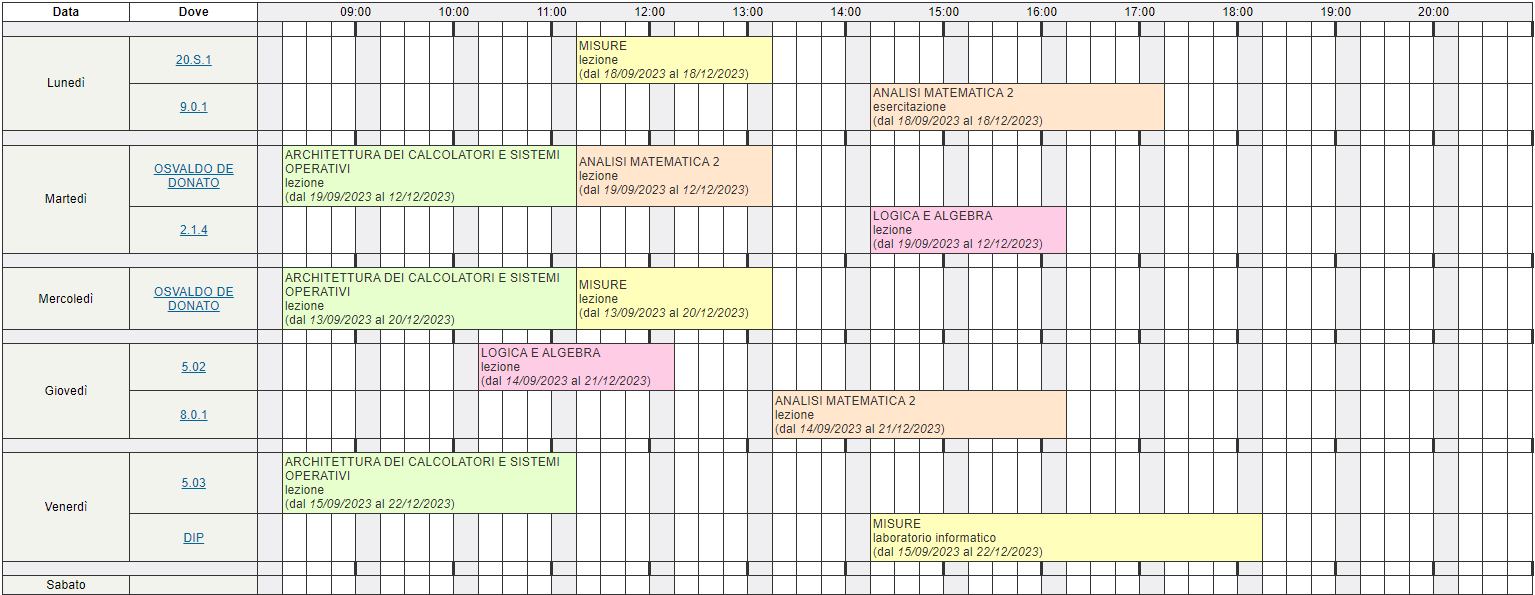 Data Dove 09:00 10:00 11:00 12:00 13:00 14:00 15:00 16:00 17:00 18:00 19:00 20:00
Lunedì
20.S.1
MISURE
lezione
(dal 18/09/2023 al 18/12/2023)
9.0.1
ANALISI MATEMATICA 2
esercitazione
(dal 18/09/2023 al 18/12/2023)
Martedì
OSVALDO DE
DONATO
ARCHITETTURA DEI CALCOLATORI E SISTEMI
OPERATIVI
lezione
(dal 19/09/2023 al 12/12/2023)
ANALISI MATEMATICA 2
lezione
(dal 19/09/2023 al 12/12/2023)
2.1.4
LOGICA E ALGEBRA
lezione
(dal 19/09/2023 al 12/12/2023)
Mercoledì
OSVALDO DE
DONATO
ARCHITETTURA DEI CALCOLATORI E SISTEMI
OPERATIVI
lezione
(dal 13/09/2023 al 20/12/2023)
MISURE
lezione
(dal 13/09/2023 al 20/12/2023)
Giovedì
5.02
LOGICA E ALGEBRA
lezione
(dal 14/09/2023 al 21/12/2023)
8.0.1
ANALISI MATEMATICA 2
lezione
(dal 14/09/2023 al 21/12/2023)
Venerdì
5.03
ARCHITETTURA DEI CALCOLATORI E SISTEMI
OPERATIVI
lezione
(dal 15/09/2023 al 22/12/2023)
DIP
MISURE
laboratorio informatico
(dal 15/09/2023 al 22/12/2023)
Sabato